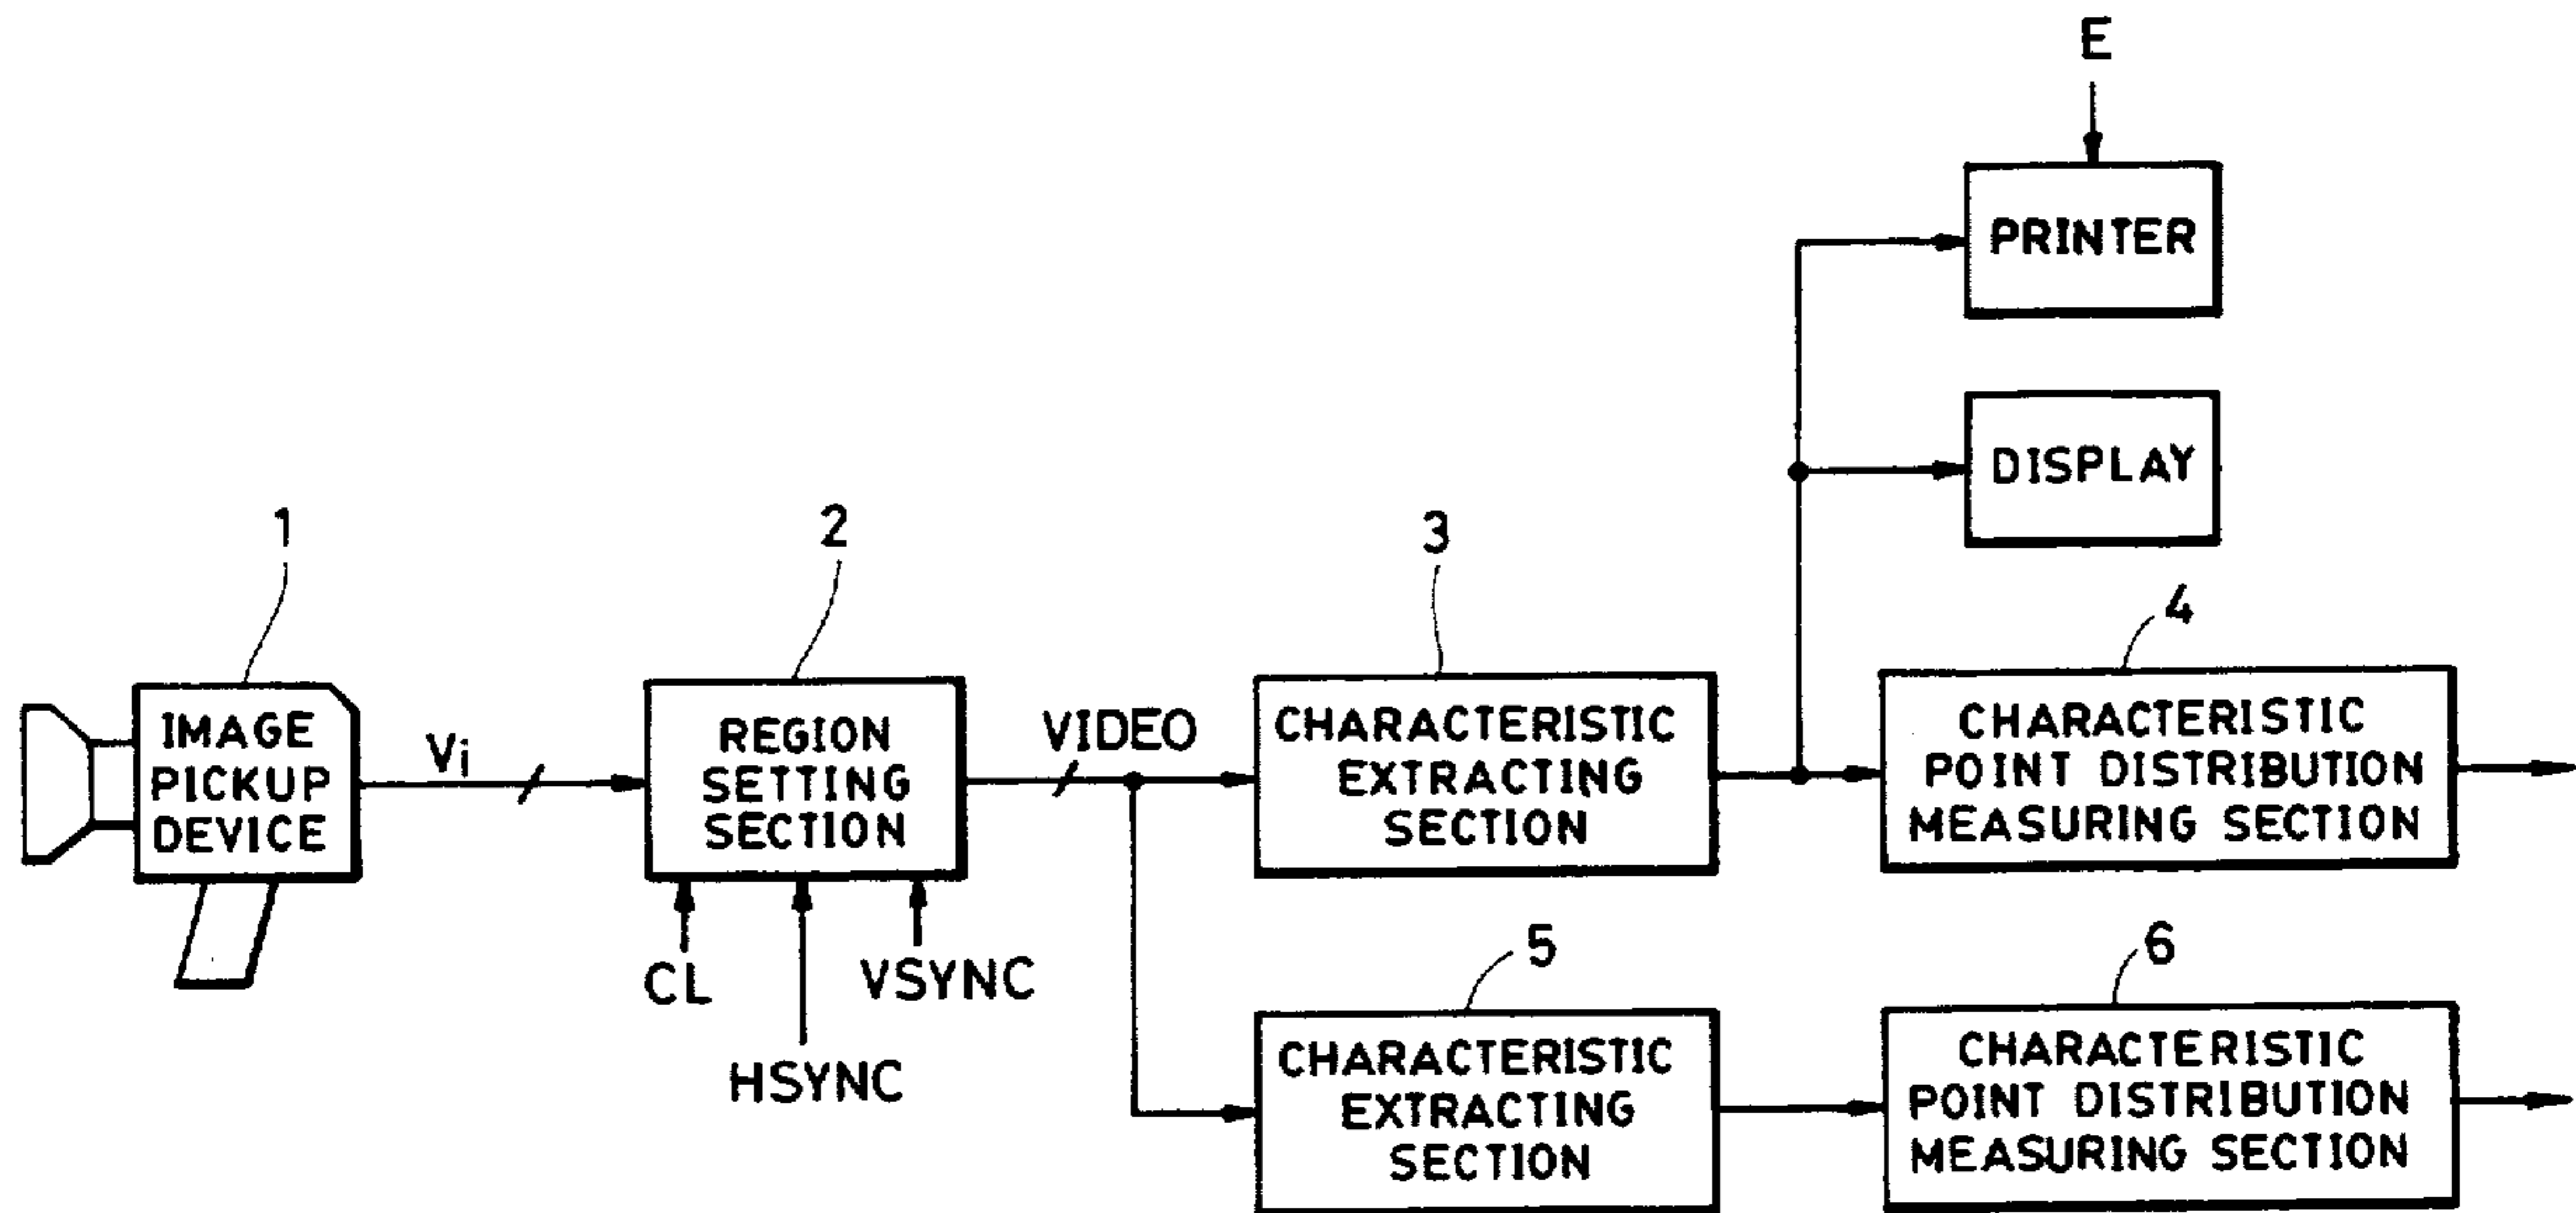 E
PRINTER
DISPLAY
1
2
3
4
IMAGE
PICKUP
DEVICE
Vi
REGION
SETTING
SECTION
VIDEO
CHARACTERISTIC
EXTRACTING
SECTION
CHARACTERISTIC
POINT DISTRIBUTION
MEASURING SECTION
CL
HSYNC
VSYNC
5
6
CHARACTERISTIC
EXTRACTING
SECTION
CHARACTERISTIC
POINT DISTRIBUTION
MEASURING SECTION